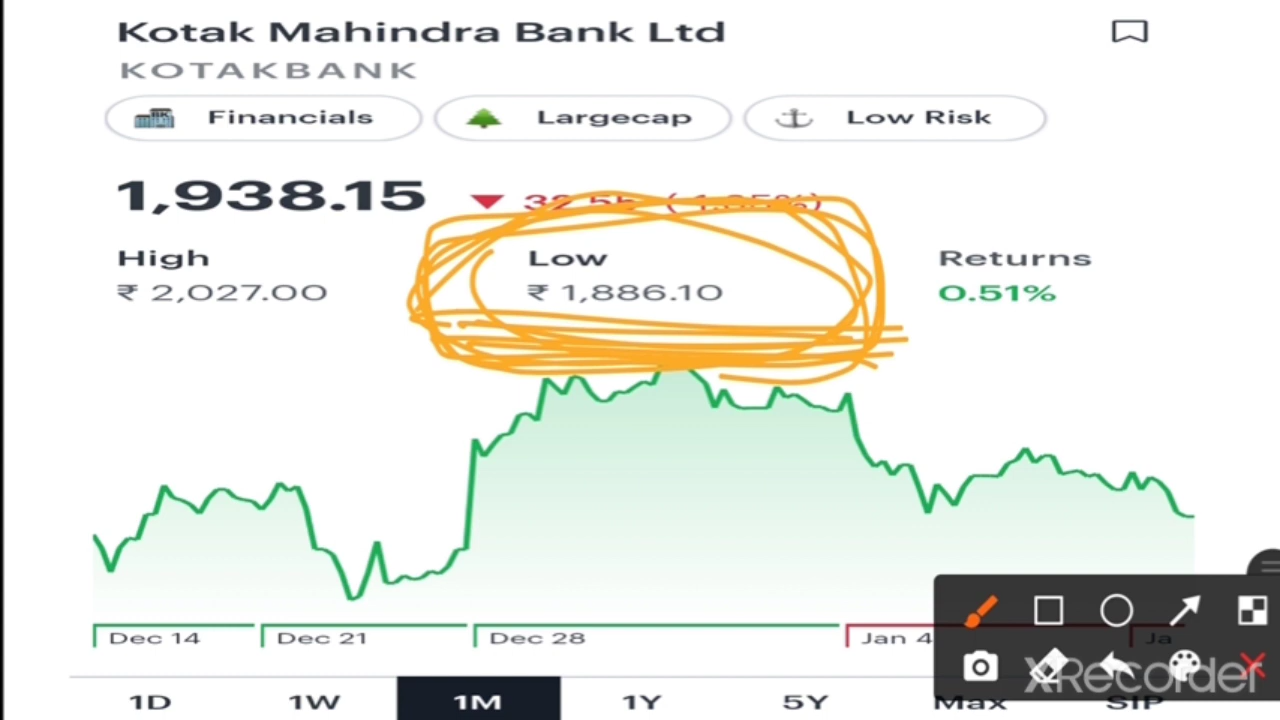 Kotak Mahindra Bank Ltd
KOTAKBANK
Financials Largecap Low Risk
1,938.15
High Low Returns
₹ 2,027.00 ₹ 1,886.10 0.51%
Dec 14 Dec 21 Dec 28 Jan 4 Ja
XRecorder
1D 1W 1M 1Y 5Y Max SIP